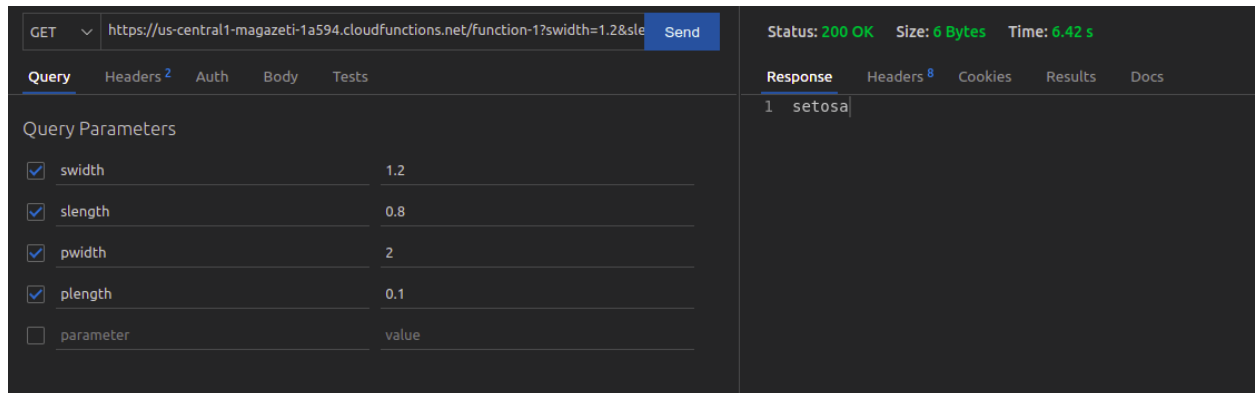 GET https://us-central1-magazeti-1a594.cloudfunctions.net/function-1?swidth=1.2&sle Send
Query Headers 2 Auth Body Tests
Query Parameters
swidth 1.2
slength 0.8
pwidth 2
plength 0.1
parameter value
Status: 200 OK Size: 6 Bytes Time: 6.42 s
Response Headers 8 Cookies Results Docs
1 setosa